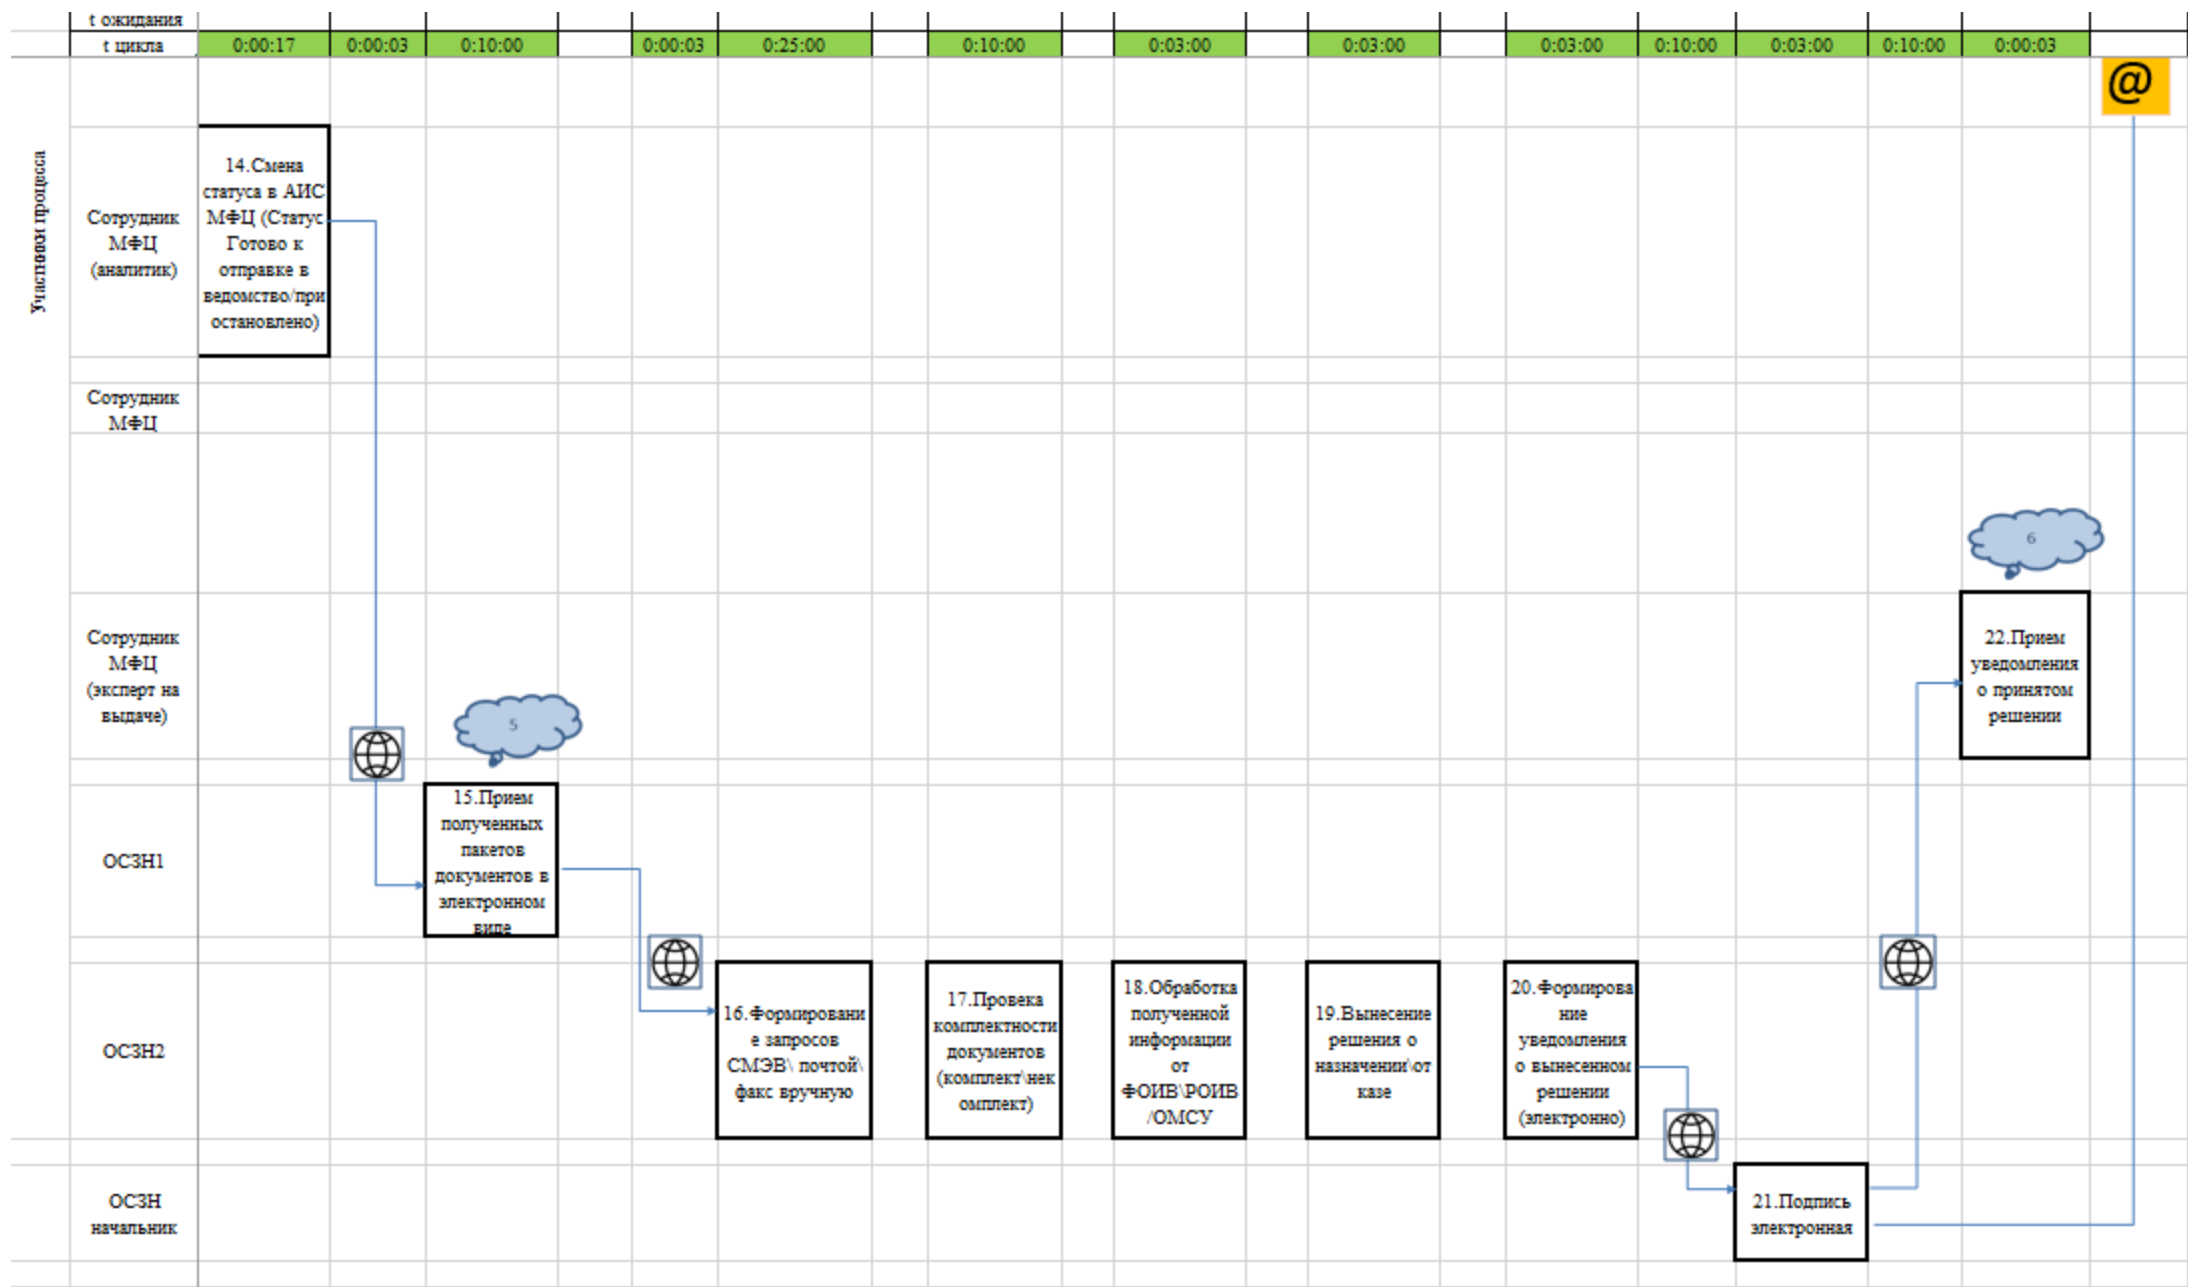 t ожидания
t цикла 0:00:17 0:00:03 0:10:00 0:00:03 0:25:00 0:10:00 0:03:00 0:03:00 0:03:00 0:10:00 0:03:00 0:10:00 0:00:03
@
Участники процесса
Сотрудник
МФЦ
(аналитик)
14.Смена
статуса в АИС
МФЦ (Статус
Готово к
отправке в
ведомство/при
остановлено)
Сотрудник
МФЦ
6
Сотрудник
МФЦ
(эксперт на
выдаче)
22.Прием
уведомления
о принятом
решении
5
ОСЗН1
15.Прием
полученных
пакетов
документов в
электронном
виде
ОСЗН2
16.Формировани
е запросов
СМЭВ\ почтой\
факс вручную
17.Провека
комплектности
документов
(комплект\нек
омплект)
18.Обработка
полученной
информации
от
ФОИВ\РОИВ
/ОМСУ
19.Вынесение
решения о
назначении\от
казе
20.Формирова
ние
уведомления
о вынесенном
решении
(электронно)
ОСЗН
начальник
21.Подпись
электронная